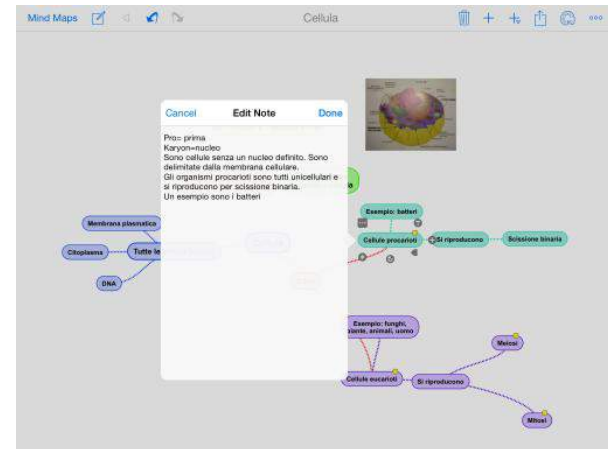 Mind Maps
Cellula
Cancel Edit Note Done
Pro= prima
Karyon=nucleo
Sono cellule senza un nucleo definito. Sono
delimitate dalla membrana cellulare.
Gli organismi procarioti sono tutti unicellulari e
si riproducono per scissione binaria.
Un esempio sono i batteri
Membrana plasmatica
Citoplasma
Tutte le
DNA
Esempio: batteri
Cellule procarioti
Si riproducono
Scissione binaria
Esempio: funghi,
piante, animali, uomo
Cellule eucarioti
Si riproducono
Meiosi
Mitosi